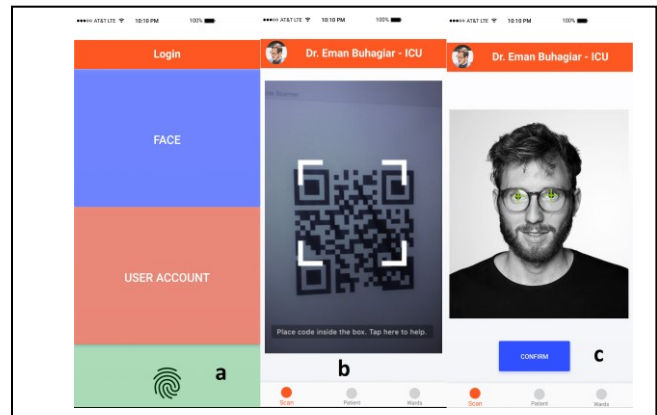 AT&T LTE 10:10 PM 100%
Login
FACE
USER ACCOUNT
a
AT&T LTE 10:10 PM 100%
Dr. Eman Buhagiar - ICU
Place code inside the box. Tap here to help.
b
Scan Patient Wards
AT&T LTE 10:10 PM 100%
Dr. Eman Buhagiar - ICU
CONFIRM
c
Scan Patient Wards